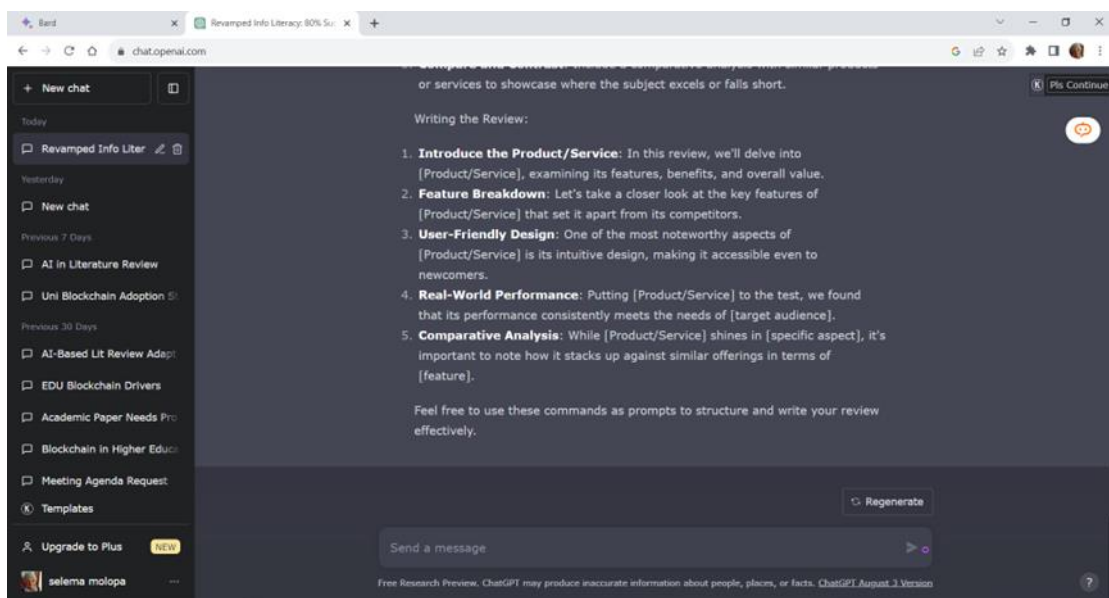 Bard
Revamped Info Literacy: 80% Su
chat.openai.com
New chat
Today
Revamped Info Liter
Yesterday
New chat
Previous 7 Days
AI in Literature Review
Uni Blockchain Adoption S
Previous 30 Days
AI-Based Lit Review Adapt
EDU Blockchain Drivers
Academic Paper Needs Pro
Blockchain in Higher Educa
Meeting Agenda Request
Templates
Upgrade to Plus NEW
selema molopa
or services to showcase where the subject excels or falls short.
Writing the Review:
1. Introduce the Product/Service: In this review, we'll delve into
[Product/Service], examining its features, benefits, and overall value.
2. Feature Breakdown: Let's take a closer look at the key features of
[Product/Service] that set it apart from its competitors.
3. User-Friendly Design: One of the most noteworthy aspects of
[Product/Service] is its intuitive design, making it accessible even to
newcomers.
4. Real-World Performance: Putting [Product/Service] to the test, we found
that its performance consistently meets the needs of [target audience].
5. Comparative Analysis: While [Product/Service] shines in [specific aspect], it's
important to note how it stacks up against similar offerings in terms of
[feature].
Feel free to use these commands as prompts to structure and write your review
effectively.
Regenerate
Send a message
Free Research Preview. ChatGPT may produce inaccurate information about people, places, or facts. ChatGPT August 3 Version
K Pls Continue
?